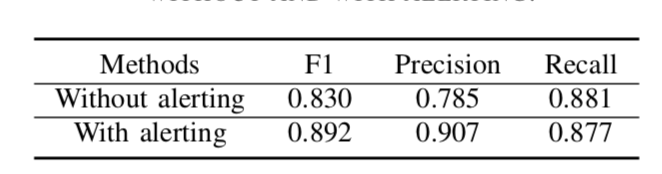 Methods F1 Precision Recall
Without alerting 0.830 0.785 0.881
With alerting 0.892 0.907 0.877